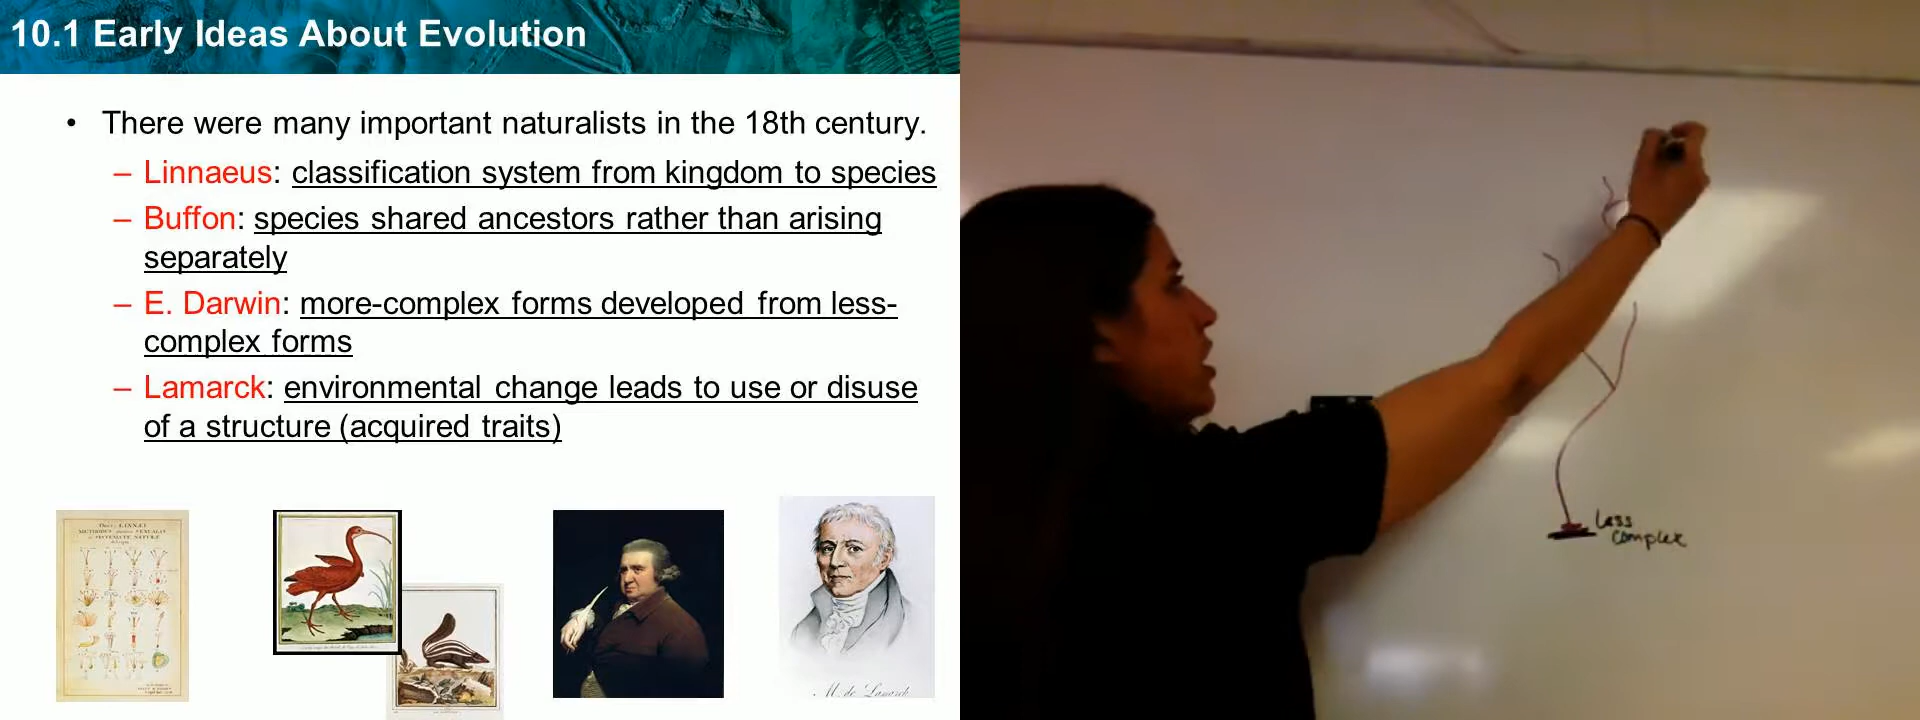 10.1 Early Ideas About Evolution
• There were many important naturalists in the 18th century.
– Linnaeus: classification system from kingdom to species
– Buffon: species shared ancestors rather than arising
separately
– E. Darwin: more-complex forms developed from less-
complex forms
– Lamarck: environmental change leads to use or disuse
of a structure (acquired traits)
M. de Lamarck
Less
complex